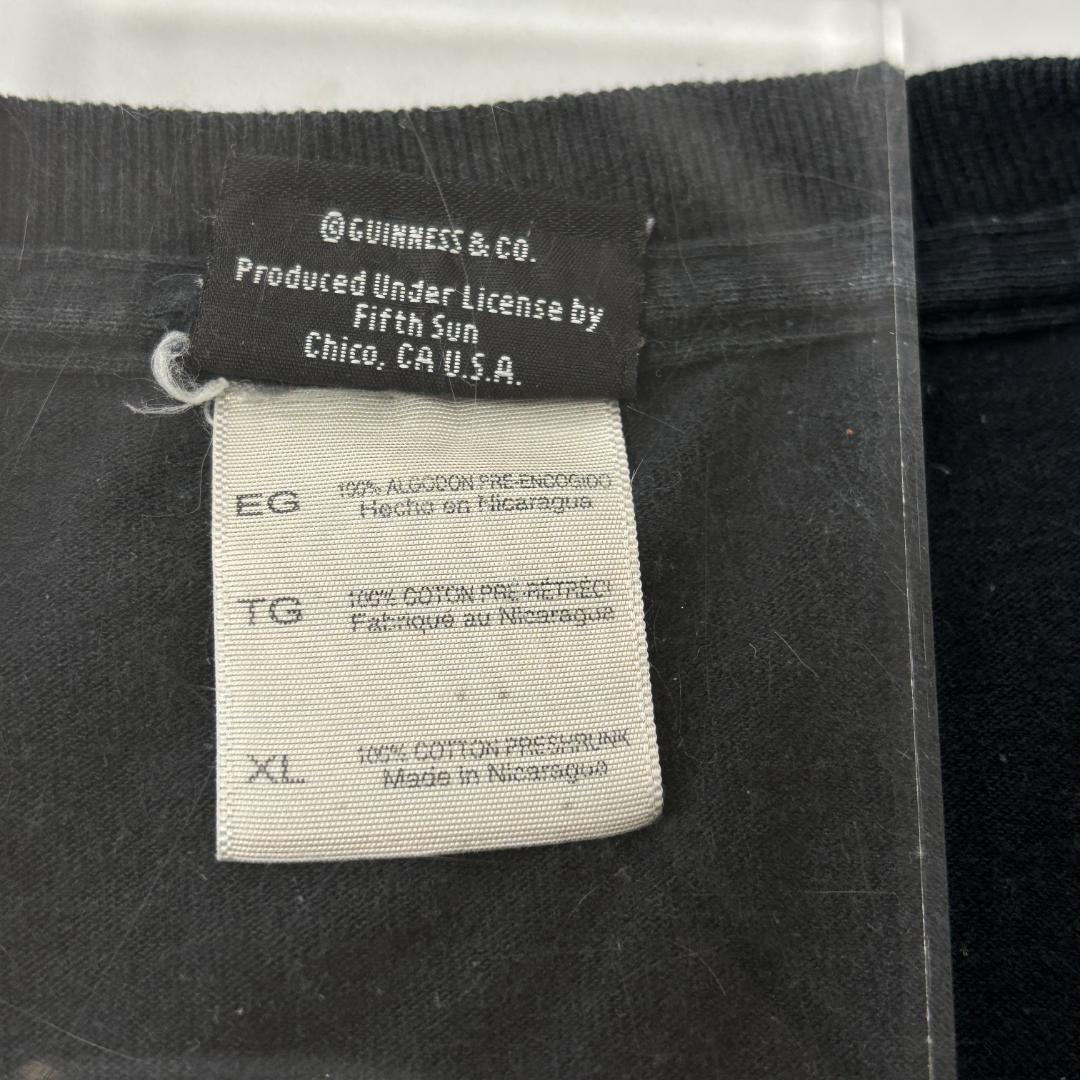 ©GUINNESS & CO.
Produced Under License by
Fifth Sun
Chico, CA U.S.A.
EG 100% ALGODON PRE-ENCOGIDO
Hecho en Nicaragua
TG 100% COTON PRE-RÉTRÉCI
Fabriqué au Nicaragua
XL 100% COTTON PRESHRUNK
Made in Nicaragua